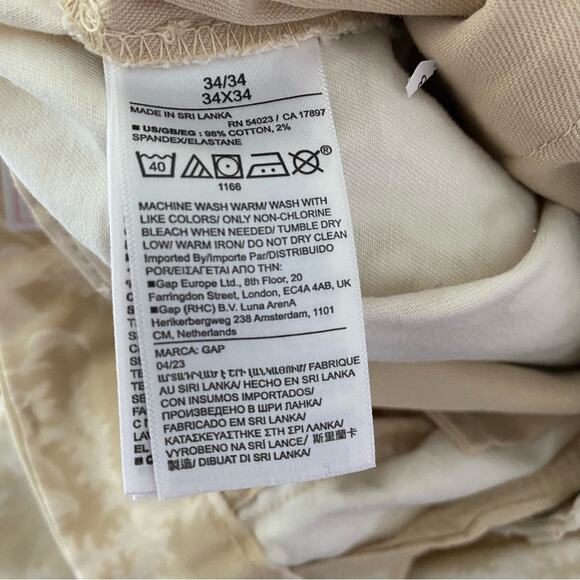 34/34
34X34
MADE IN SRI LANKA
RN 54023 / CA 17897
■ US/GB/EG : 98% COTTON, 2%
SPANDEX/ELASTANE
40
1166
MACHINE WASH WARM/ WASH WITH
LIKE COLORS/ ONLY NON-CHLORINE
BLEACH WHEN NEEDED/ TUMBLE DRY
LOW/ WARM IRON/ DO NOT DRY CLEAN
Imported by/Importe Par/DISTRIBUIDO
POR/ΕΙΣΑΓΕΤΑΙ ΑΠΟ ΤΗΝ:
■Gap Europe Ltd., 8th Floor, 20
Farringdon Street, London, EC4A 4AB, UK
■Gap (RHC) B.V. Luna ArenA
Herikerbergweg 238 Amsterdam, 1101
CM, Netherlands
MARCA: GAP
04/23
FABRIQUE
AU SIRI LANKA/ HECHO EN SRI LANKA
CON INSUMOS IMPORTADOS/
ПРОИЗВЕДЕНО В ШРИ ЛАНКА/
ΚΑΤΑΣΚΕΥΑΣΤΗΚΕ ΣΤΗ ΣΡΙ ΛΑΝΚΑ/
VYROBENO NA SRÍ LANCE/ 斯里蘭卡
製造/ DIBUAT DI SRI LANKA/